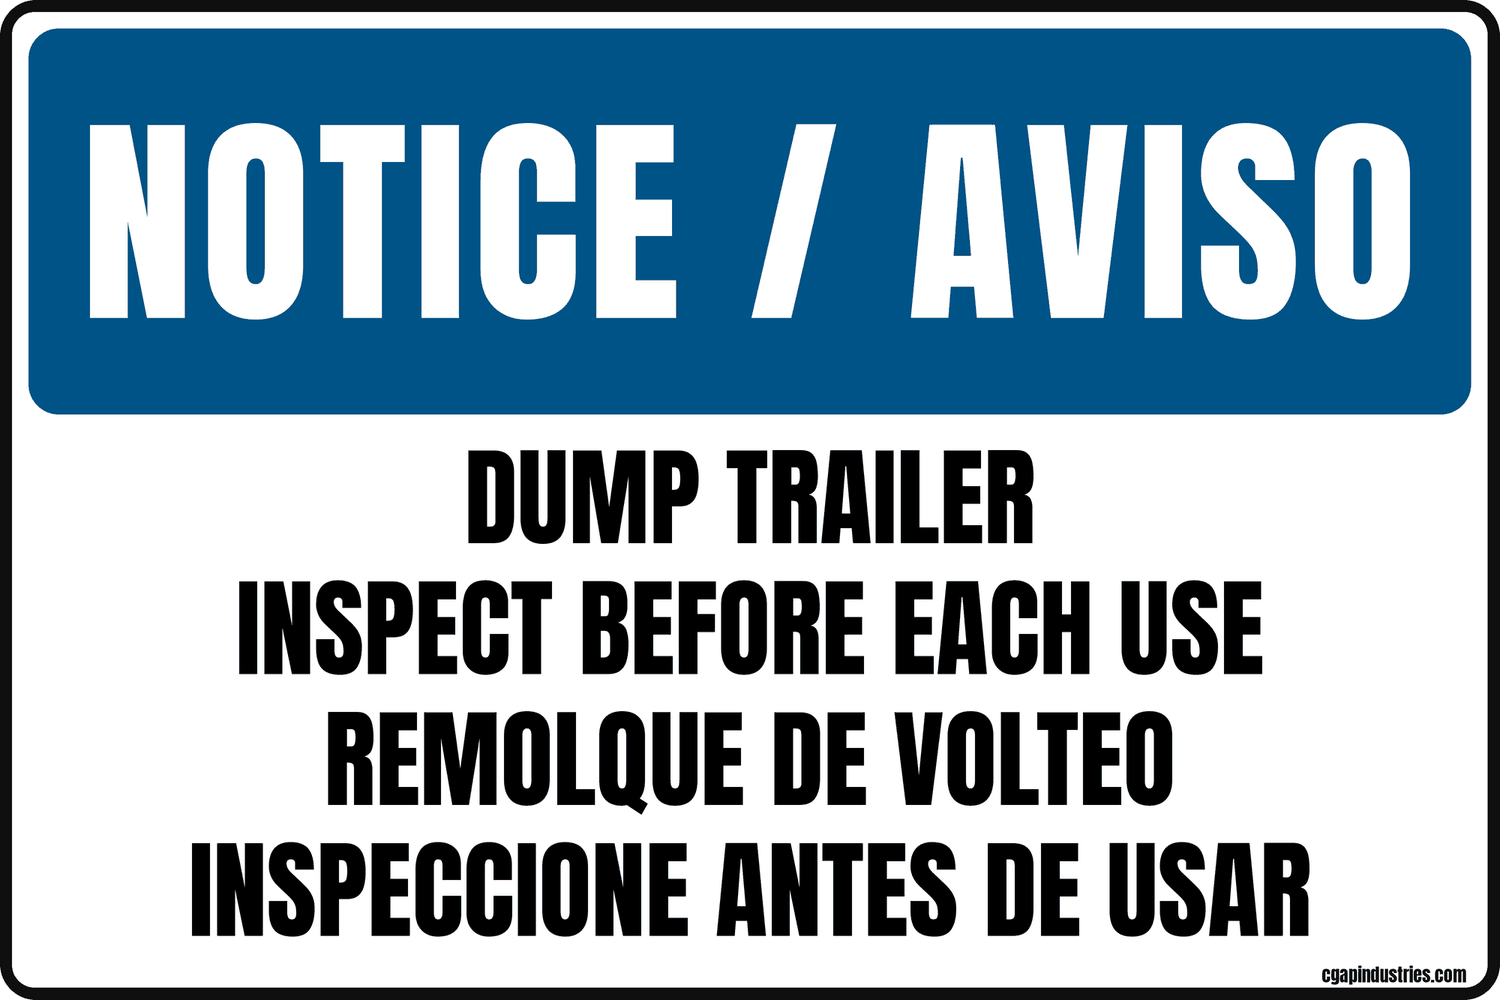 NOTICE / AVISO
DUMP TRAILER
INSPECT BEFORE EACH USE
REMOLQUE DE VOLTEO
INSPECCIONE ANTES DE USAR
cgapindustries.com